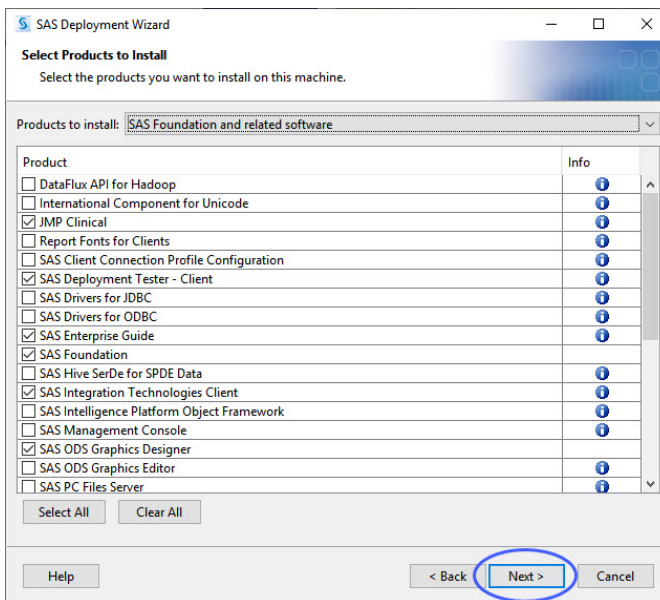 SAS Deployment Wizard
Select Products to Install
Select the products you want to install on this machine.
Products to install: SAS Foundation and related software
Product Info
DataFlux API for Hadoop
International Component for Unicode
JMP Clinical
Report Fonts for Clients
SAS Client Connection Profile Configuration
SAS Deployment Tester - Client
SAS Drivers for JDBC
SAS Drivers for ODBC
SAS Enterprise Guide
SAS Foundation
SAS Hive SerDe for SPDE Data
SAS Integration Technologies Client
SAS Intelligence Platform Object Framework
SAS Management Console
SAS ODS Graphics Designer
SAS ODS Graphics Editor
SAS PC Files Server
Select All Clear All
Help < Back Next > Cancel